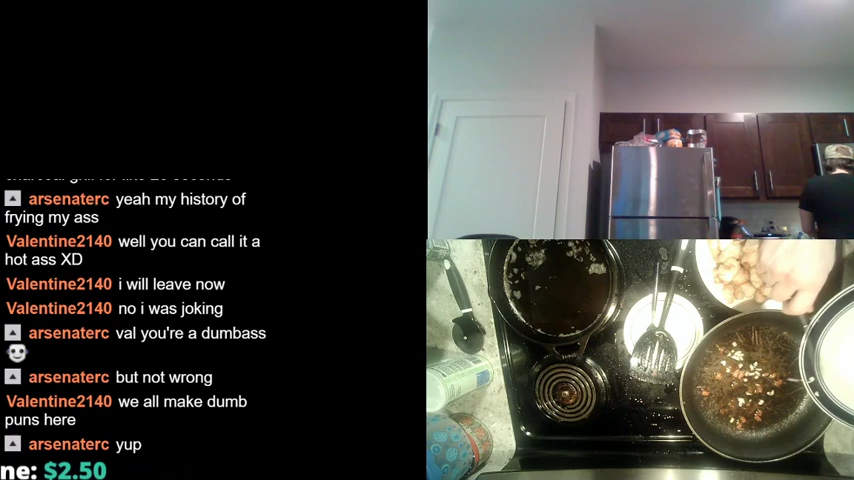 arsenaterc yeah my history of
frying my ass
Valentine2140 well you can call it a
hot ass XD
Valentine2140 i will leave now
Valentine2140 no i was joking
arsenaterc val you're a dumbass
arsenaterc but not wrong
Valentine2140 we all make dumb
puns here
arsenaterc yup
ne: $2.50